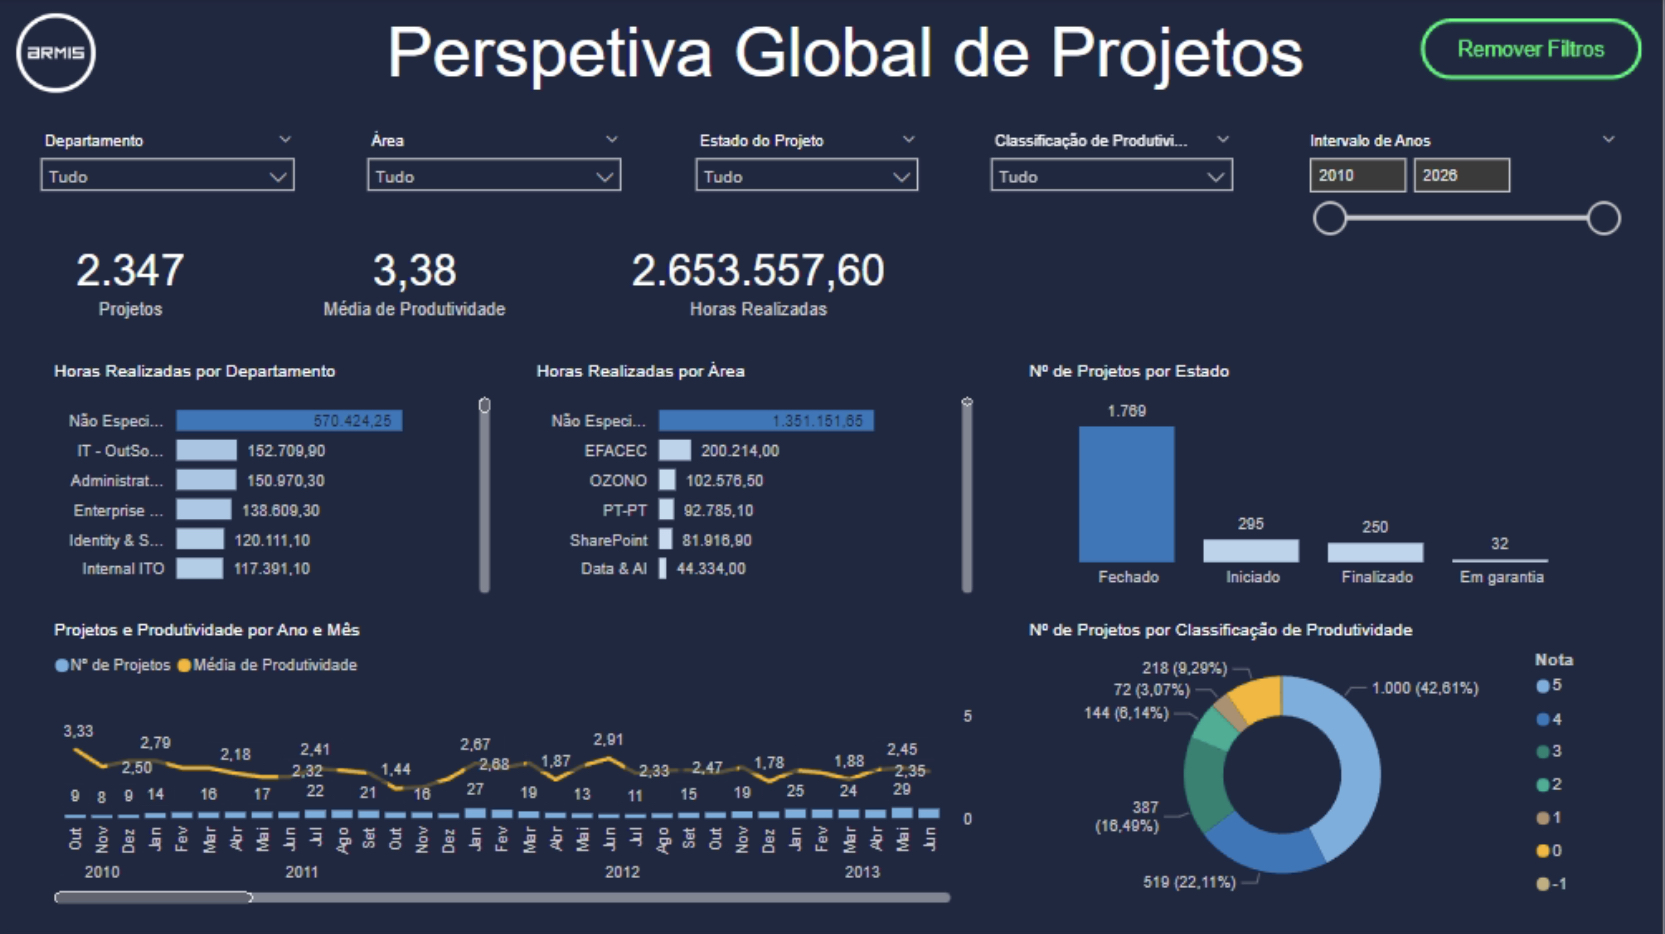 ARMIS
Perspetiva Global de Projetos
Remover Filtros
Departamento
Tudo
Área
Tudo
Estado do Projeto
Tudo
Classificação de Produtivi...
Tudo
Intervalo de Anos
2010
2026
2.347
Projetos
3,38
Média de Produtividade
2.653.557,60
Horas Realizadas
Horas Realizadas por Departamento
Não Especi... 570.424,25
IT - OutSo... 152.709,90
Administrat... 150.970,30
Enterprise ... 138.609,30
Identity & S... 120.111,10
Internal ITO 117.391,10
Horas Realizadas por Área
Não Especi... 1.351.151,65
EFACEC 200.214,00
OZONO 102.576,50
PT-PT 92.785,10
SharePoint 81.916,90
Data & AI 44.334,00
Nº de Projetos por Estado
1.769 295 250 32
Fechado Iniciado Finalizado Em garantia
Projetos e Produtividade por Ano e Mês
Nº de Projetos Média de Produtividade
3,33 2,50 2,79 2,18 2,32 2,41 1,44 2,67 2,68 1,87 2,91 2,33 2,47 1,78 1,88 2,45 2,35
5
9 8 9 14 16 17 22 21 16 27 19 13 11 15 19 25 24 29
0
Out Nov Dez Jan Fev Mar Abr Mai Jun Jul Ago Set Out Nov Dez Jan Fev Mar Abr Mai Jun Jul Ago Set Out Nov Dez Jan Fev Mar Abr Mai Jun
2010 2011 2012 2013
Nº de Projetos por Classificação de Produtividade
218 (9,29%)
72 (3,07%)
144 (6,14%)
387
(16,49%)
519 (22,11%)
1.000 (42,61%)
Nota
5
4
3
2
1
0
-1